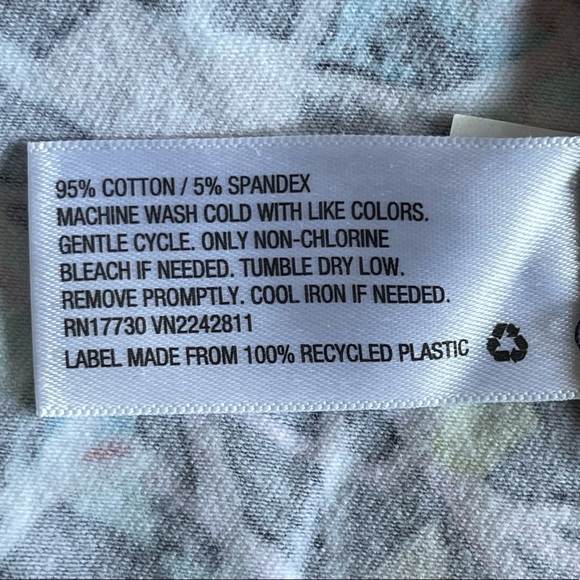 95% COTTON / 5% SPANDEX
MACHINE WASH COLD WITH LIKE COLORS.
GENTLE CYCLE. ONLY NON-CHLORINE
BLEACH IF NEEDED. TUMBLE DRY LOW.
REMOVE PROMPTLY. COOL IRON IF NEEDED.
RN17730 VN2242811
LABEL MADE FROM 100% RECYCLED PLASTIC